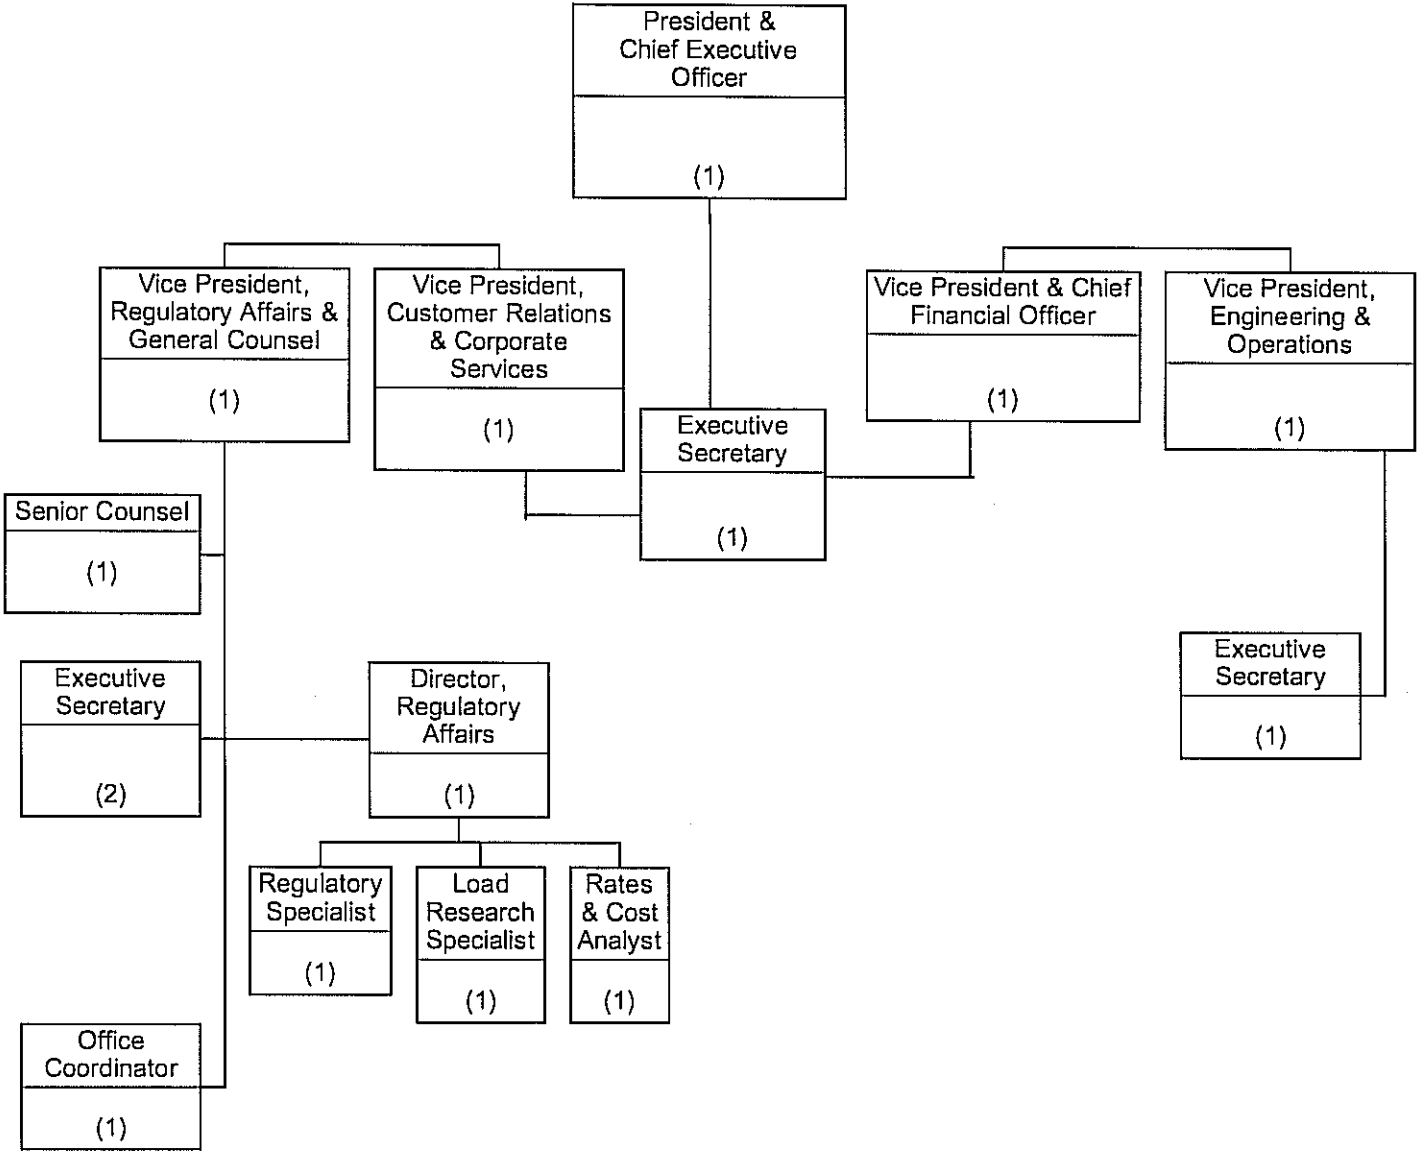 President &
Chief Executive
Officer
(1)
Vice President,
Regulatory Affairs &
General Counsel
(1)
Vice President,
Customer Relations
& Corporate
Services
(1)
Vice President & Chief
Financial Officer
(1)
Vice President,
Engineering &
Operations
(1)
Executive
Secretary
(1)
Senior Counsel
(1)
Executive
Secretary
(2)
Director,
Regulatory
Affairs
(1)
Executive
Secretary
(1)
Regulatory
Specialist
(1)
Load
Research
Specialist
(1)
Rates
& Cost
Analyst
(1)
Office
Coordinator
(1)